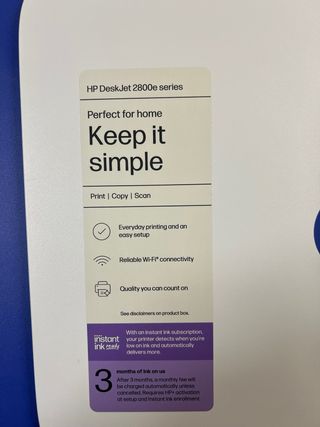 HP DeskJet 2800e series
Perfect for home
Keep it
simple
Print | Copy | Scan
Everyday printing and an
easy setup
Reliable Wi-Fi® connectivity
Quality you can count on
See disclaimers on product box.
instant
ink ready
With an Instant Ink subscription,
your printer detects when you're
low on ink and automatically
delivers more.
3
months of ink on us
After 3 months, a monthly fee will
be charged automatically unless
cancelled. Requires HP+ activation
at setup and Instant Ink enrollment.